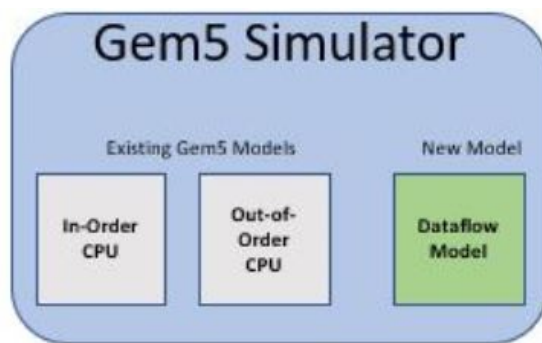 Gem5 Simulator
Existing Gem5 Models
New Model
In-Order
CPU
Out-of-
Order
CPU
Dataflow
Model